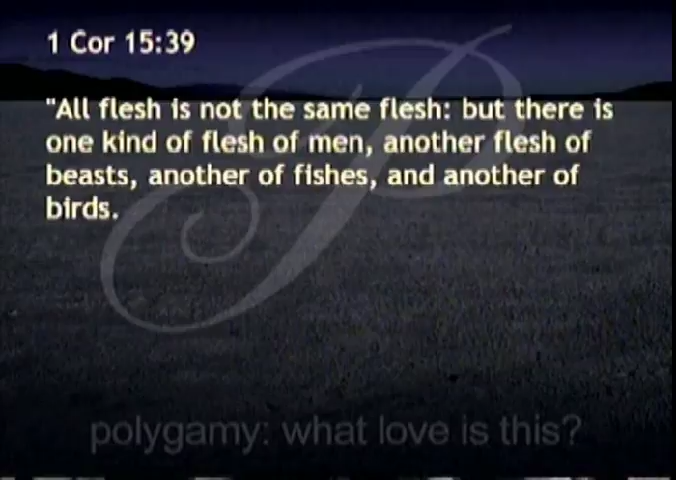 1 Cor 15:39
"All flesh is not the same flesh: but there is
one kind of flesh of men, another flesh of
beasts, another of fishes, and another of
birds.
polygamy: what love is this?